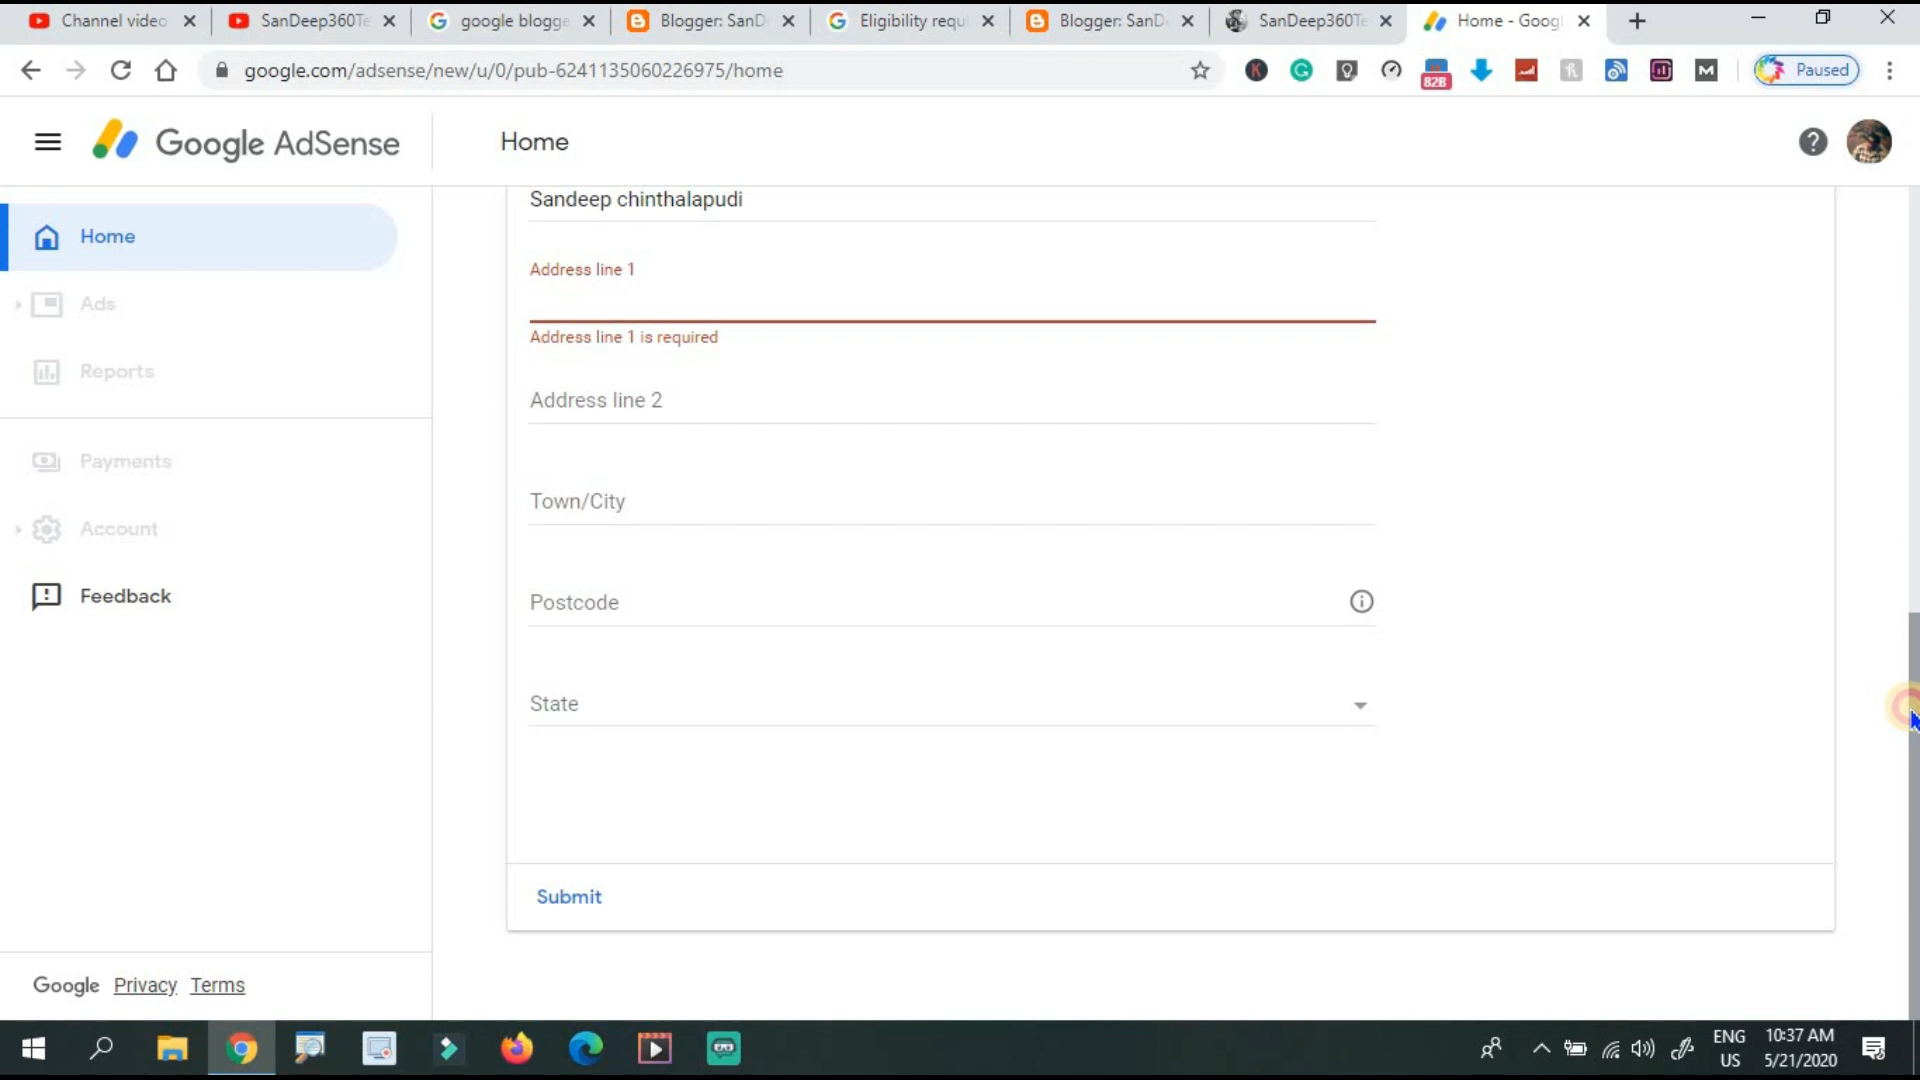 Channel video
SanDeep360Te
google blogge
Blogger: SanD
Eligibility requ
Blogger: SanD
SanDeep360Te
Home - Goog
google.com/adsense/new/u/0/pub-6241135060226975/home
82B
Paused
Google AdSense
Home
Home
Ads
Reports
Payments
Account
Feedback
Google Privacy Terms
Sandeep chinthalapudi
Address line 1
Address line 1 is required
Address line 2
Town/City
Postcode
State
Submit
ENG
US
10:37 AM
5/21/2020